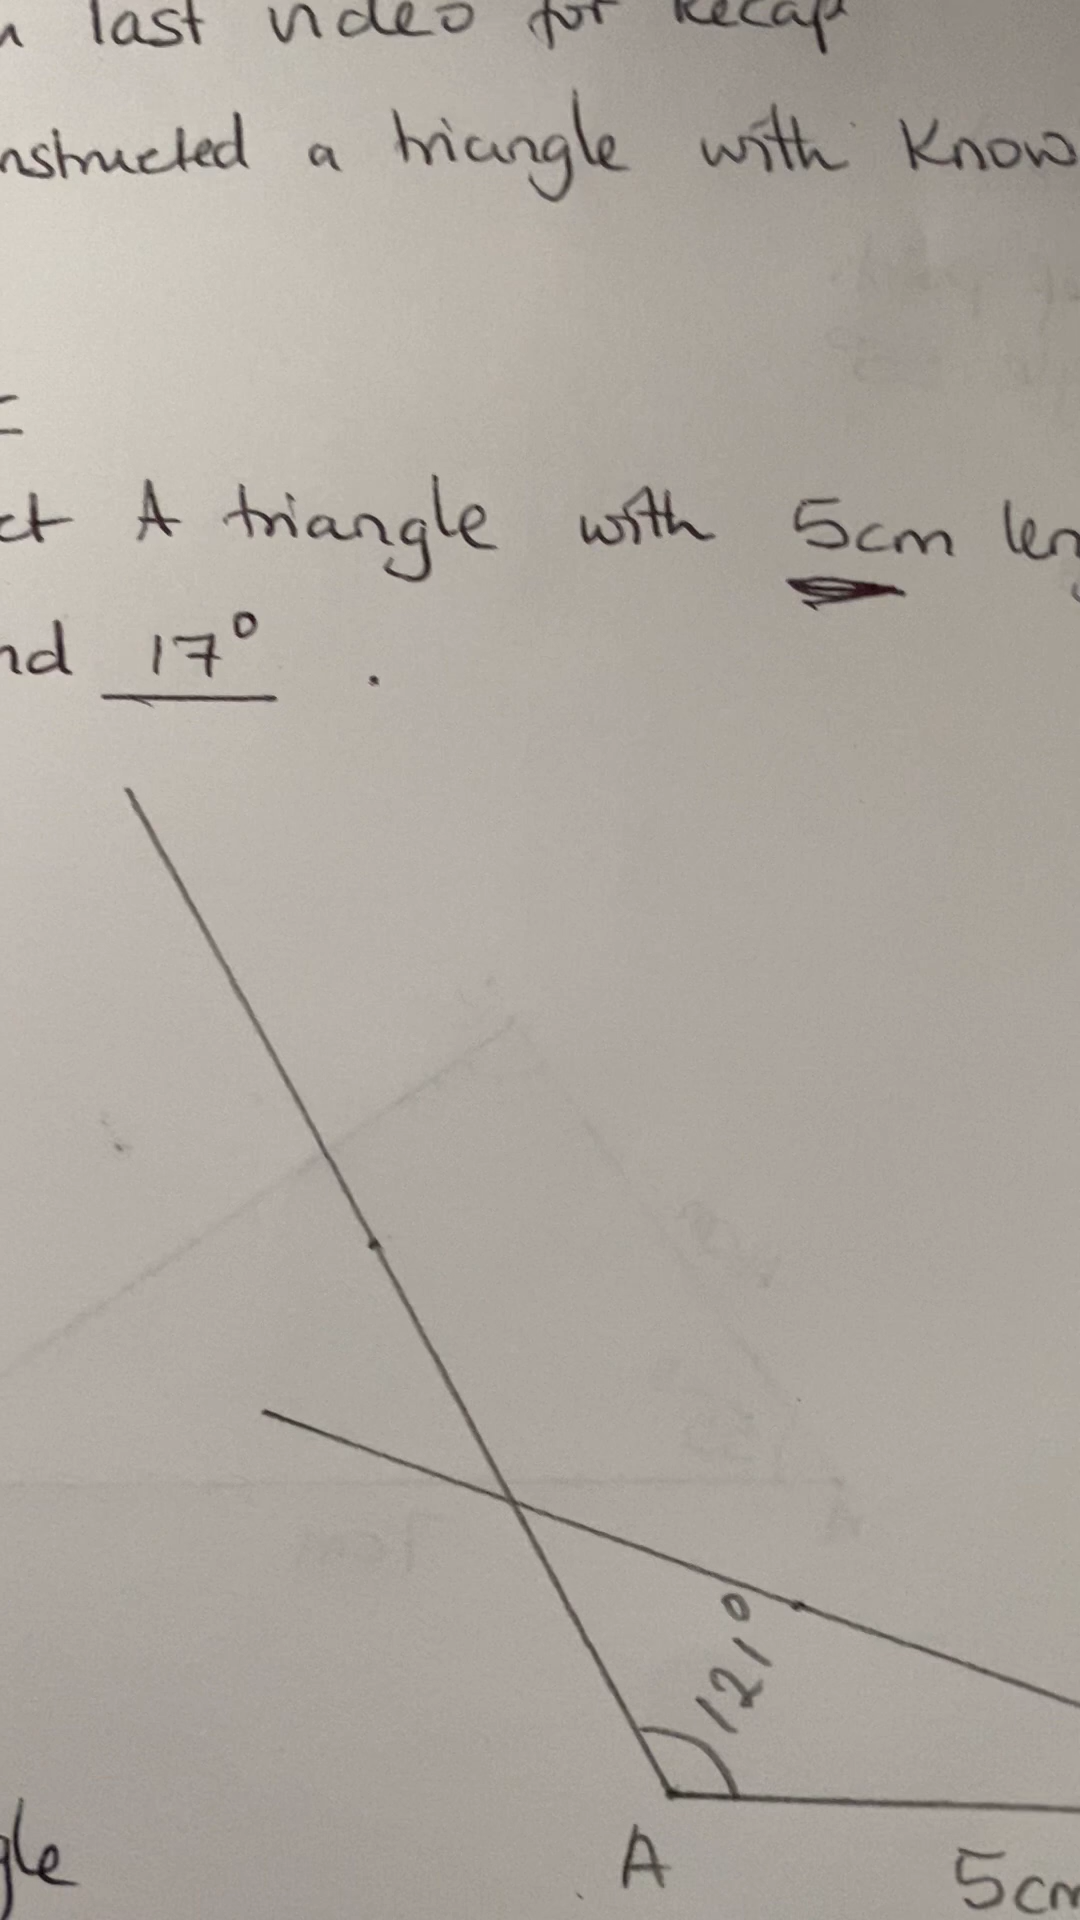 last video for Recap
nstructed a triangle with Know
ct A triangle with 5cm len
nd 17°.
121°
A
5cm
gle